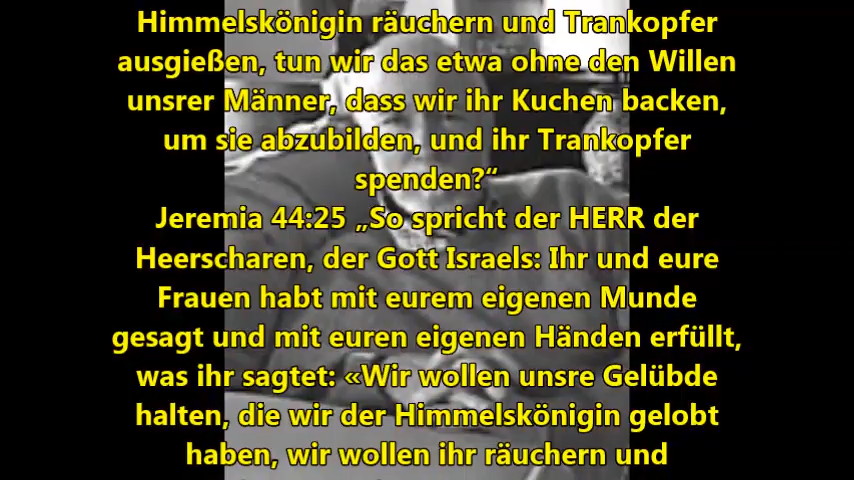 Himmelskönigin räuchern und Trankopfer
ausgießen, tun wir das etwa ohne den Willen
unsrer Männer, dass wir ihr Kuchen backen,
um sie abzubilden, und ihr Trankopfer
spenden?“
Jeremia 44:25 „So spricht der HERR der
Heerscharen, der Gott Israels: Ihr und eure
Frauen habt mit eurem eigenen Munde
gesagt und mit euren eigenen Händen erfüllt,
was ihr sagtet: «Wir wollen unsre Gelübde
halten, die wir der Himmelskönigin gelobt
haben, wir wollen ihr räuchern und